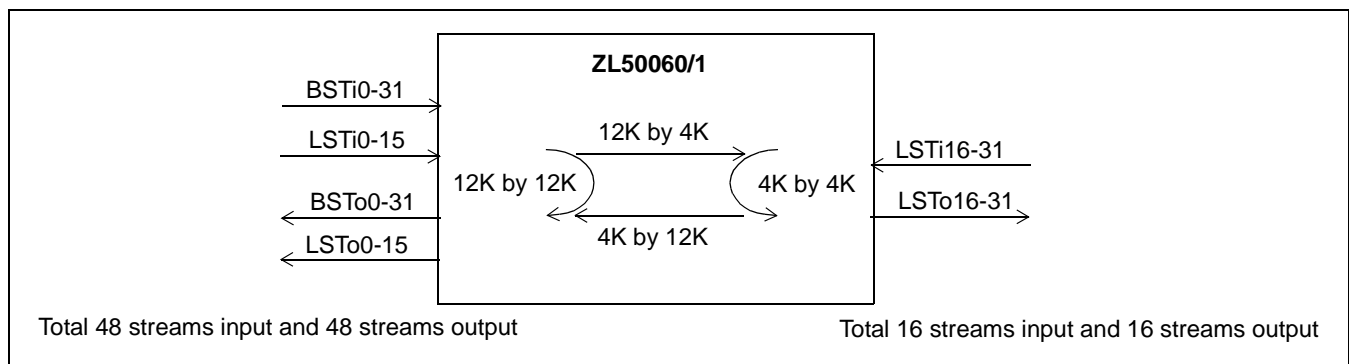 ZL50060/1
BSTi0-31
LSTi0-15
BSTo0-31
LSTo0-15
12K by 4K
12K by 12K
4K by 4K
4K by 12K
LSTi16-31
LSTo16-31
Total 48 streams input and 48 streams output
Total 16 streams input and 16 streams output